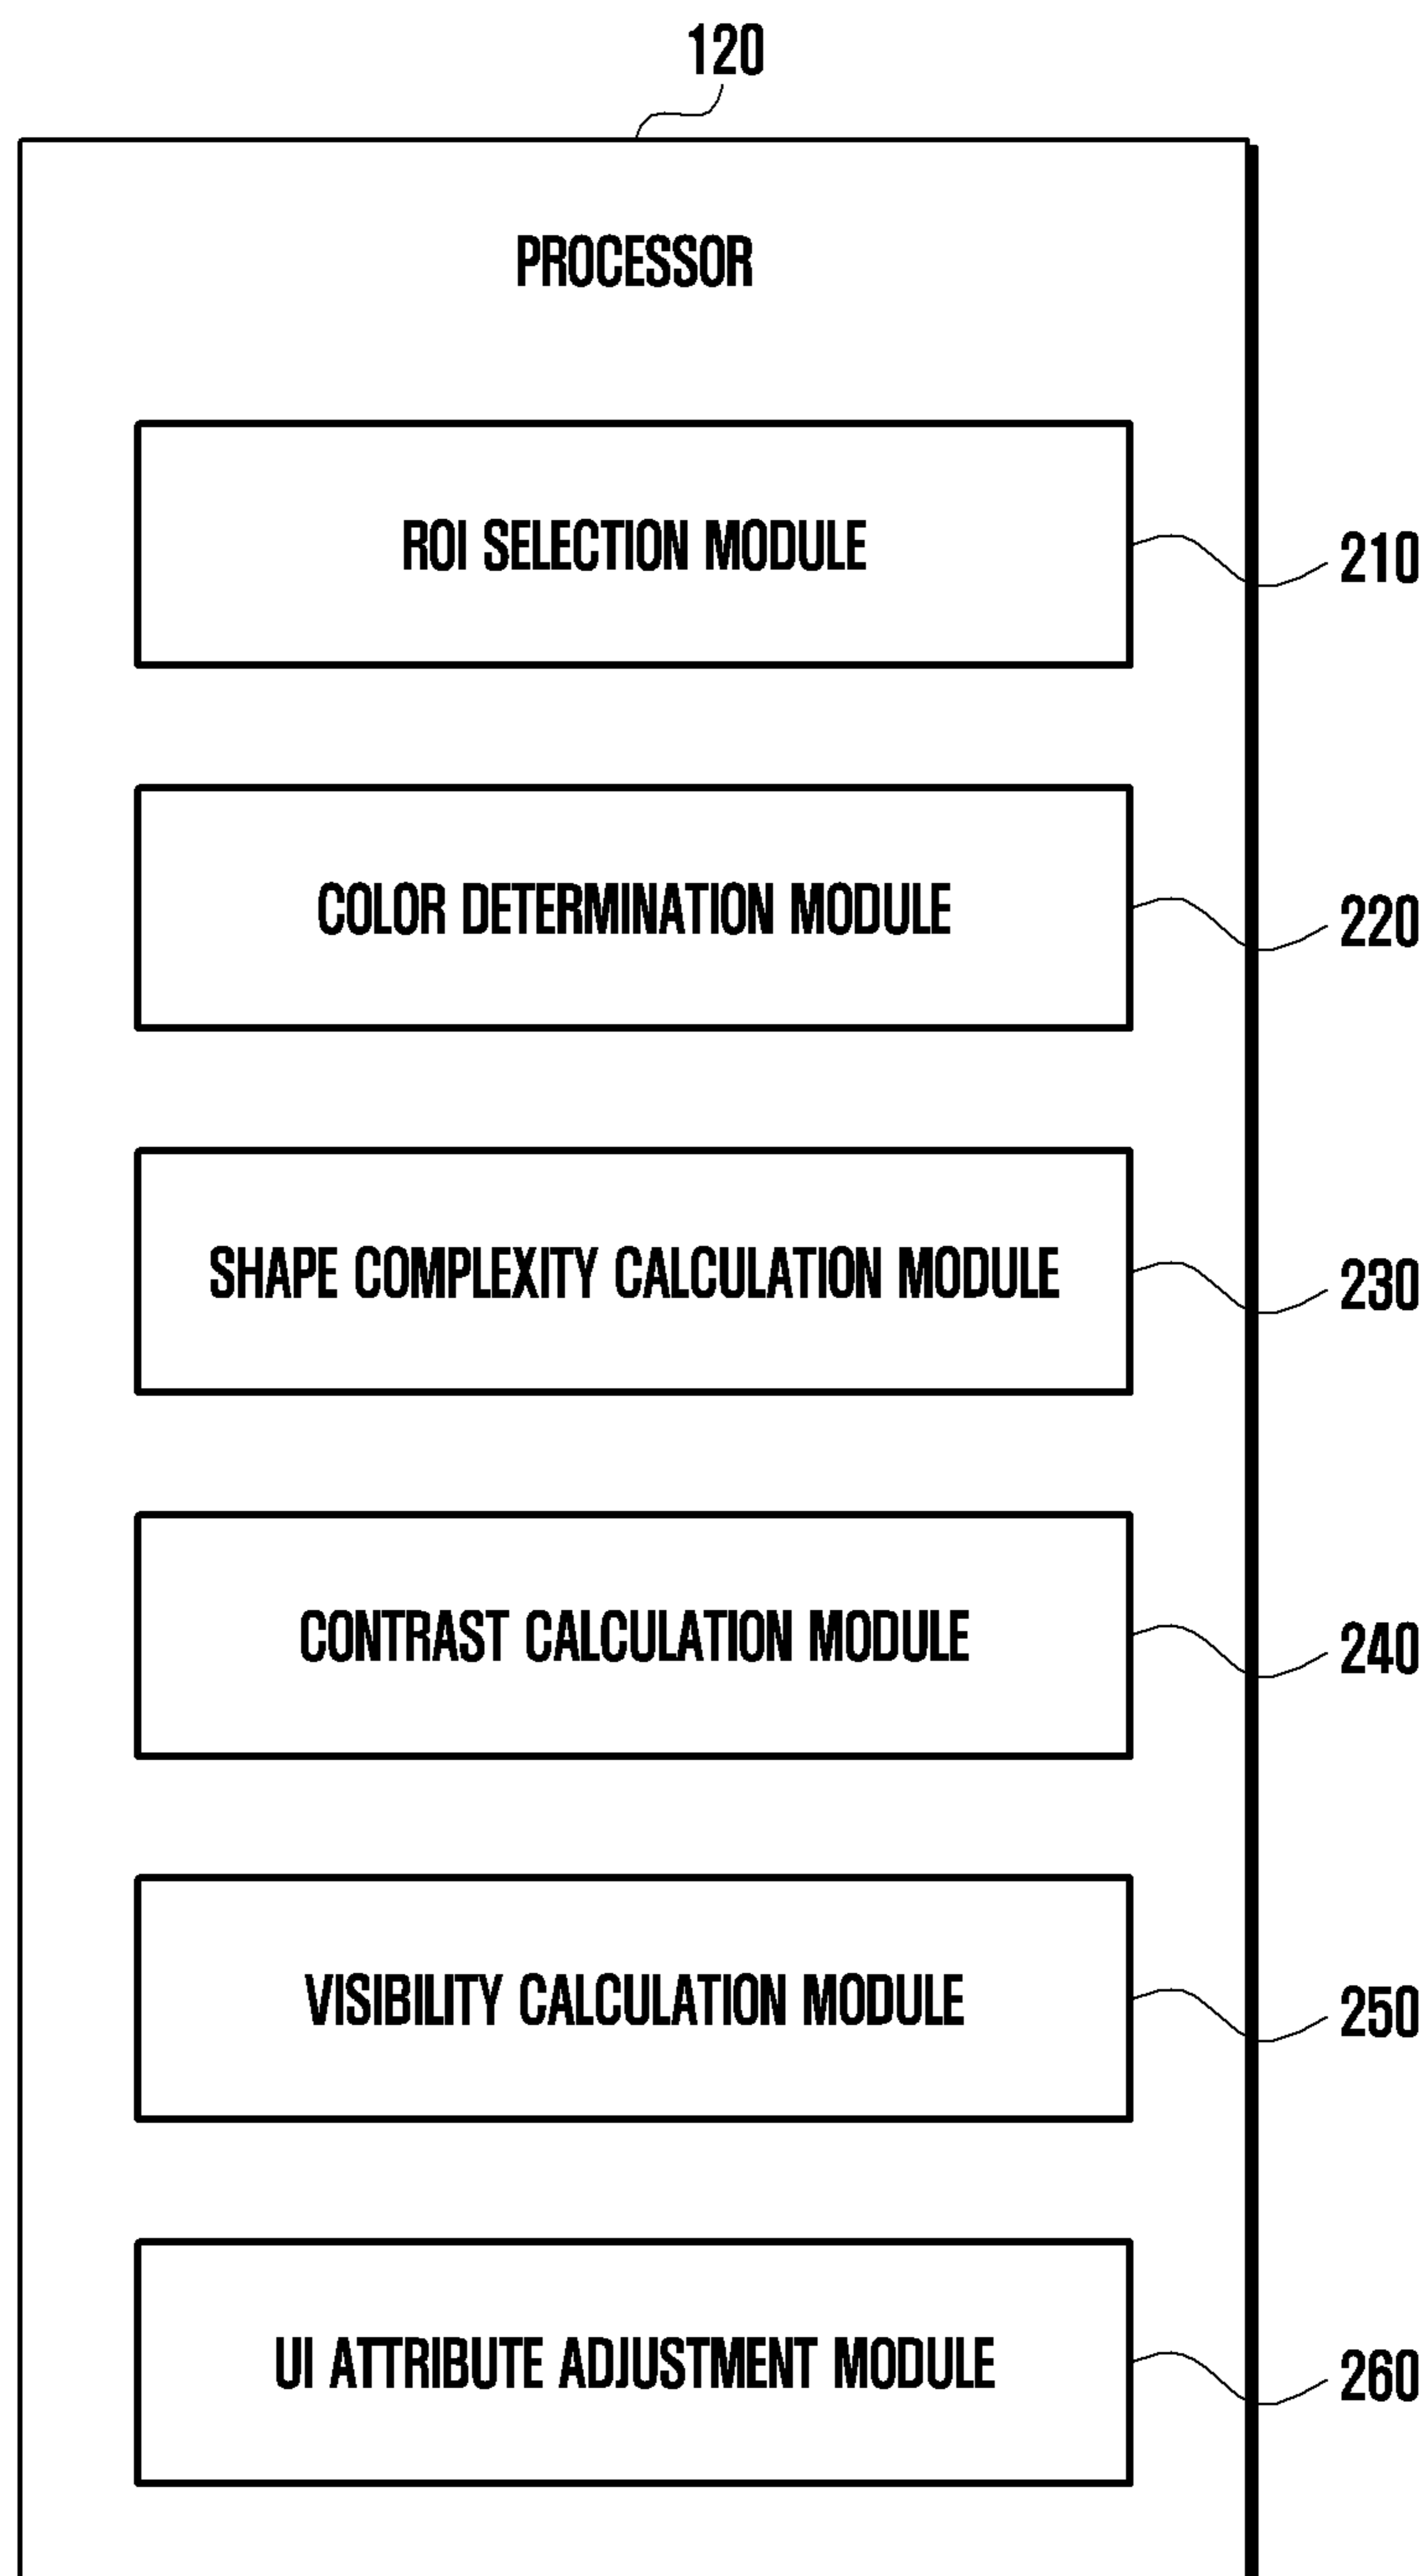 120
PROCESSOR
ROI SELECTION MODULE
210
COLOR DETERMINATION MODULE
220
SHAPE COMPLEXITY CALCULATION MODULE
230
CONTRAST CALCULATION MODULE
240
VISIBILITY CALCULATION MODULE
250
UI ATTRIBUTE ADJUSTMENT MODULE
260